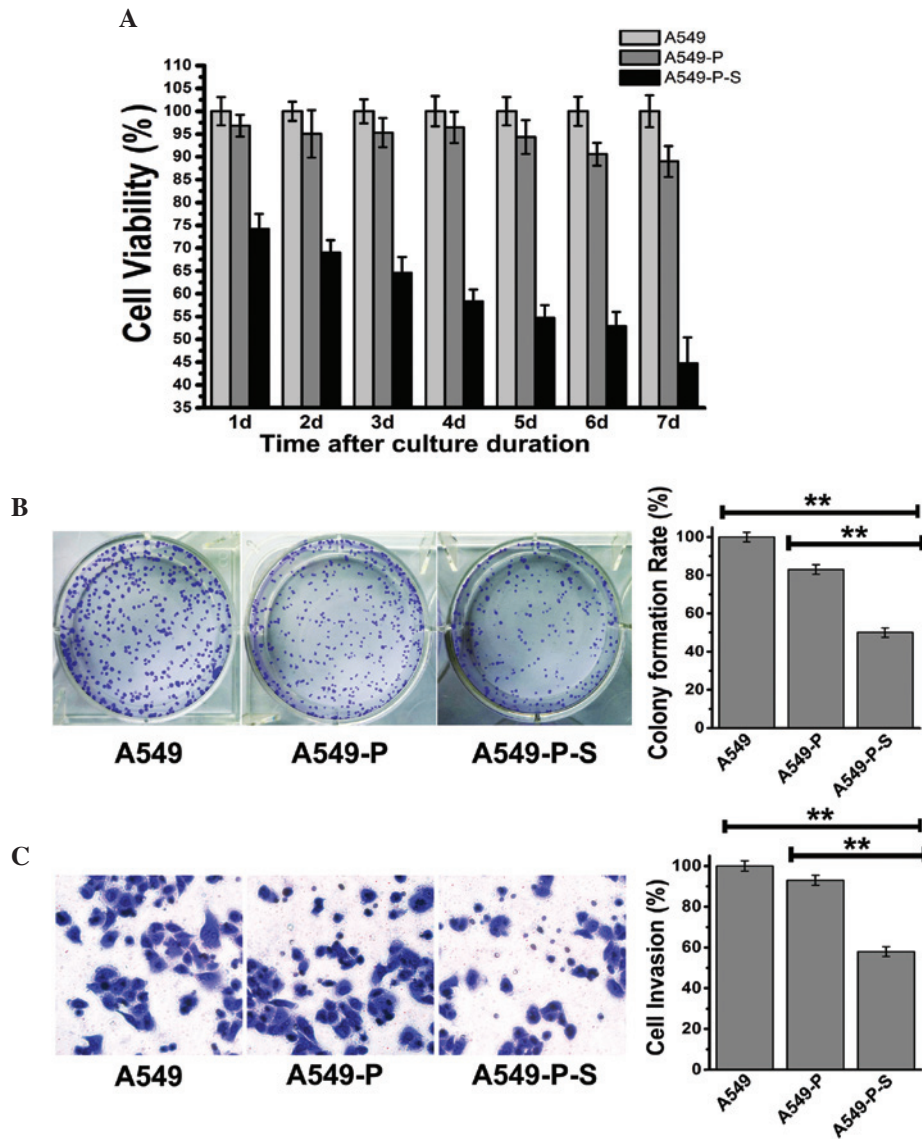 A
A549
A549-P
A549-P-S
Cell Viability (%)
110
105
100
95
90
85
80
75
70
65
60
55
50
45
40
35
1d 2d 3d 4d 5d 6d 7d
Time after culture duration
B
A549 A549-P A549-P-S
Colony formation Rate (%)
**
**
100
80
60
40
20
0
A549 A549-P A549-P-S
C
A549 A549-P A549-P-S
Cell Invasion (%)
**
**
100
80
60
40
20
0
A549 A549-P A549-P-S